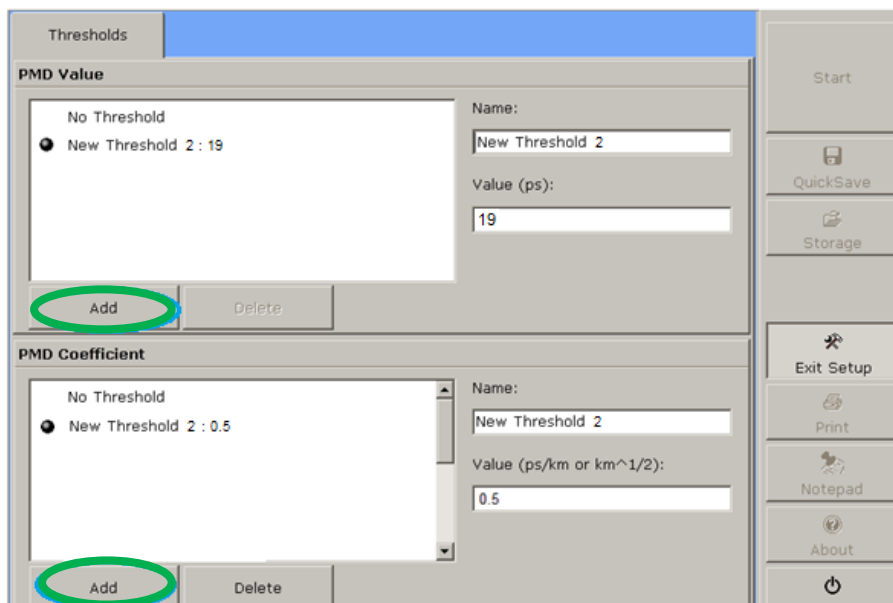 Thresholds
PMD Value
No Threshold
New Threshold 2 : 19
Name:
New Threshold 2
Value (ps):
19
Add
Delete
PMD Coefficient
No Threshold
New Threshold 2 : 0.5
Name:
New Threshold 2
Value (ps/km or km^1/2):
0.5
Add
Delete
Start
QuickSave
Storage
Exit Setup
Print
Notepad
About